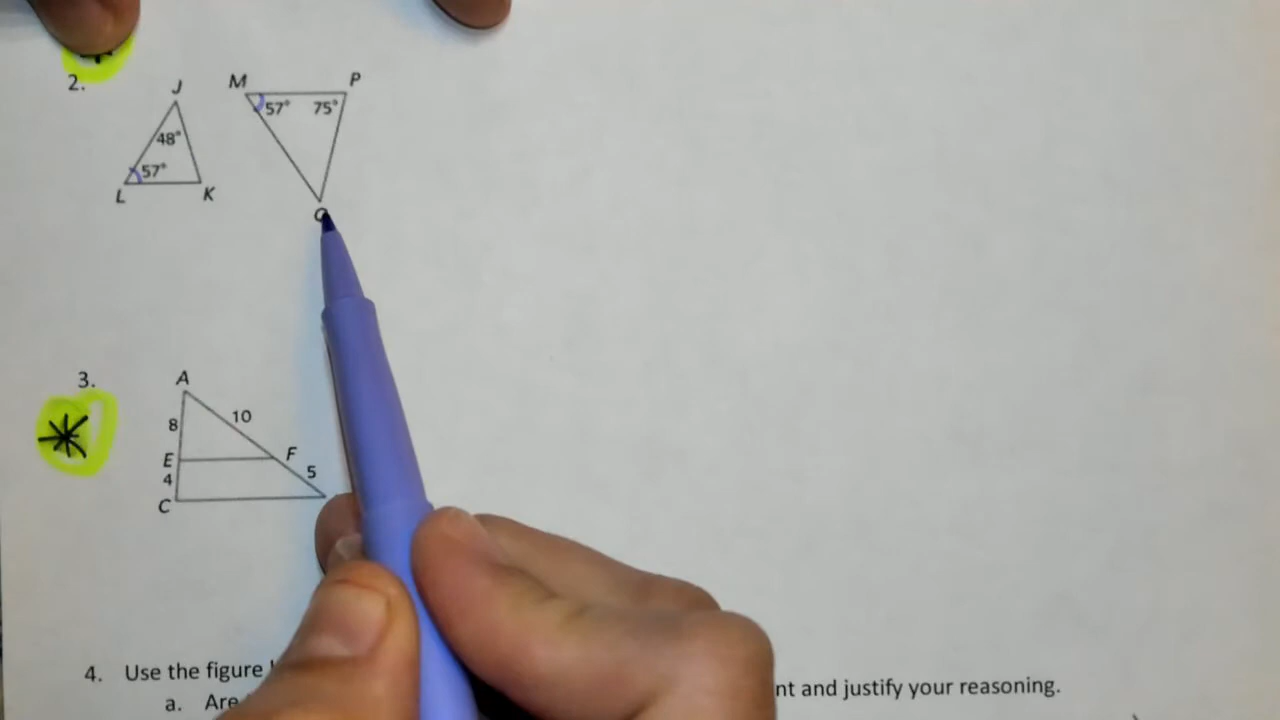 2.
J
M
P
57° 75°
48°
57°
L
K
3.
A
8
10
E
F
4
5
C
4. Use the figure
nt and justify your reasoning.
a. Are